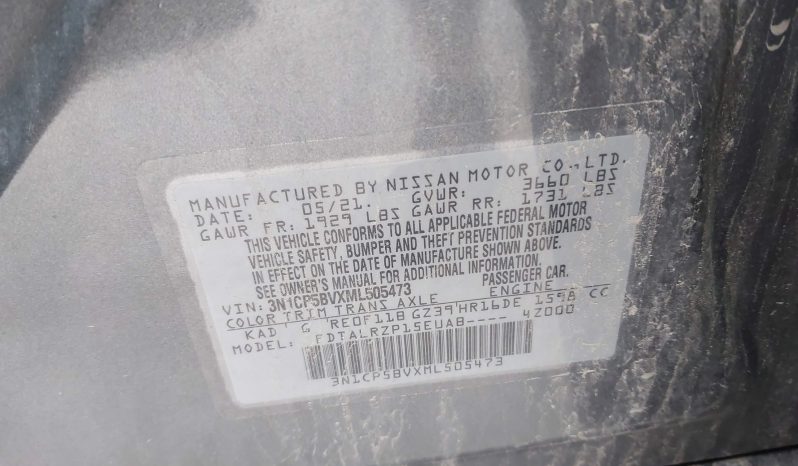 MANUFACTURED BY NISSAN MOTOR CO.,LTD.
DATE: 05/21. GVWR: 3660 LBS
GAWR FR: 1929 LBS GAWR RR: 1731 LBS
THIS VEHICLE CONFORMS TO ALL APPLICABLE FEDERAL MOTOR
VEHICLE SAFETY, BUMPER AND THEFT PREVENTION STANDARDS
IN EFFECT ON THE DATE OF MANUFACTURE SHOWN ABOVE.
SEE OWNER'S MANUAL FOR ADDITIONAL INFORMATION.
VIN: 3N1CP5BVXML505473 PASSENGER CAR.
COLOR TRIM TRANS AXLE ENGINE
KAD G RE0F11B GZ39 HR16DE 1598 CC
MODEL: FDTALRZP15EUAB---- 4Z000
3N1CP5BVXML505473